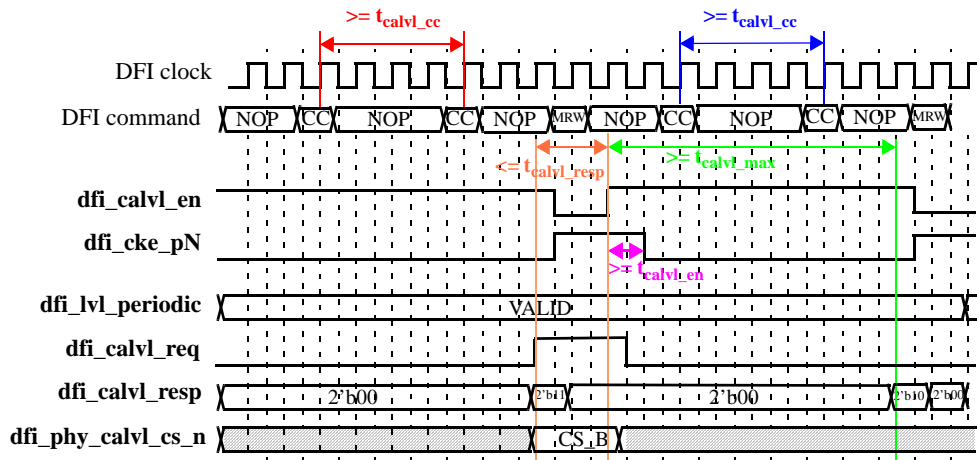 >= tcalvl_cc >= tcalvl_cc
DFI clock
DFI command NOP CC NOP CC NOP MRW NOP CC NOP CC NOP MRW
<= tcalvl_resp >= tcalvl_max
dfi_calvl_en
dfi_cke_pN
>= tcalvl_en
dfi_lvl_periodic VALID
dfi_calvl_req
dfi_calvl_resp 2'b00 2'b11 2'b00 2'b10 2'b00
dfi_phy_calvl_cs_n CS_B